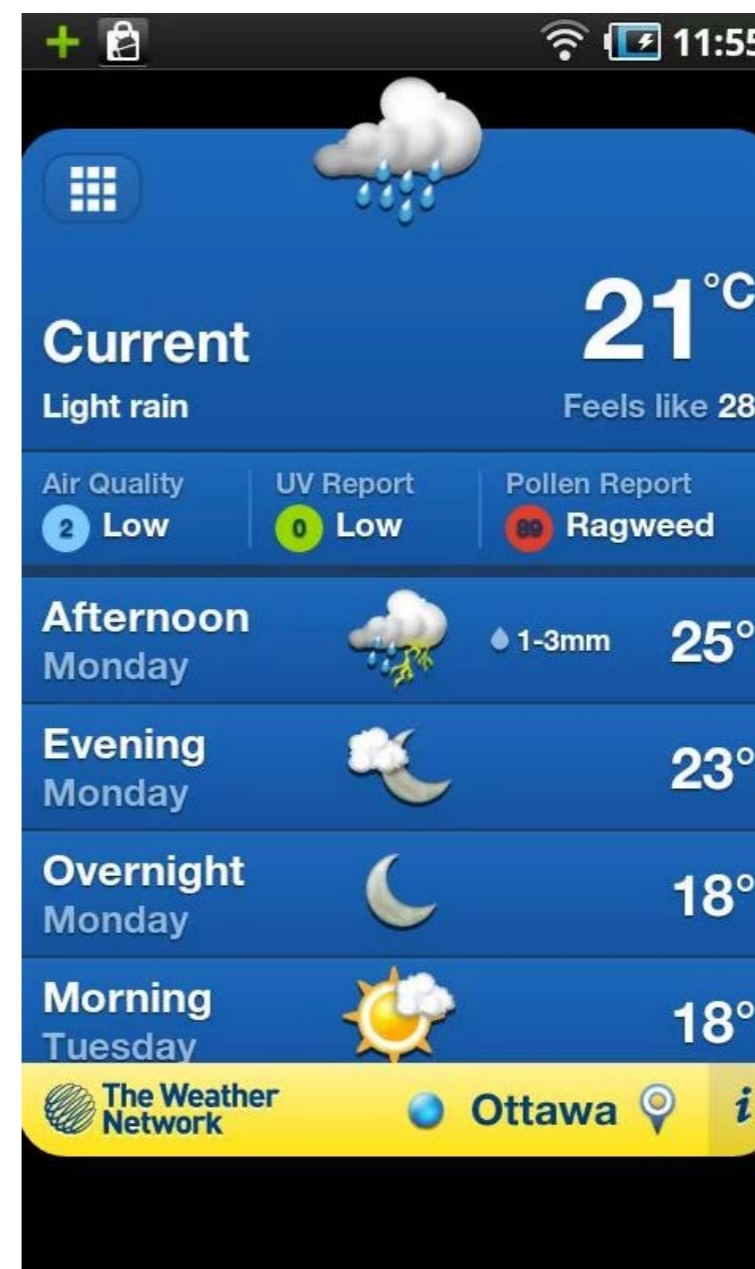 11:55
21°C
Current
Light rain
Feels like 28
Air Quality
UV Report
Pollen Report
2 Low
0 Low
89 Ragweed
Afternoon
Monday
1-3mm
25°
Evening
Monday
23°
Overnight
Monday
18°
Morning
Tuesday
18°
The Weather
Network
Ottawa
i